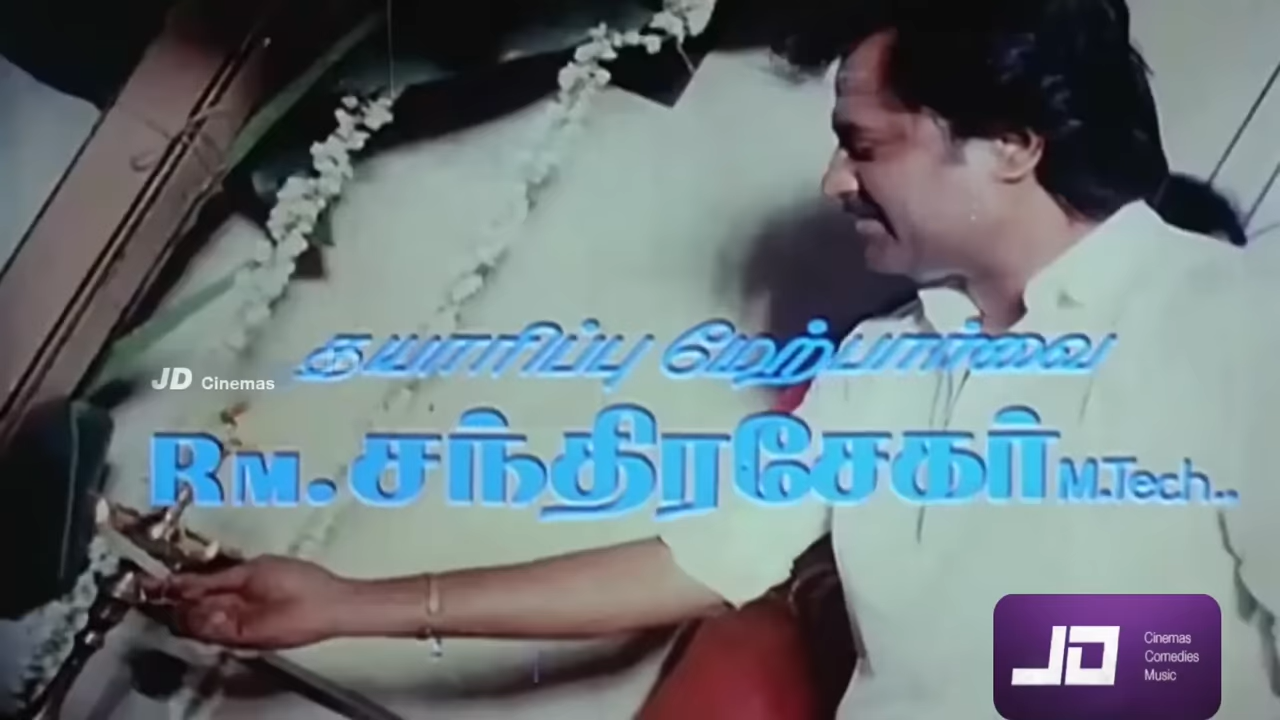 தயாரிப்பு மேற்பார்வை
JD Cinemas
RM. சந்திரசேகர் M.Tech..
JD
Cinemas
Comedies
Music